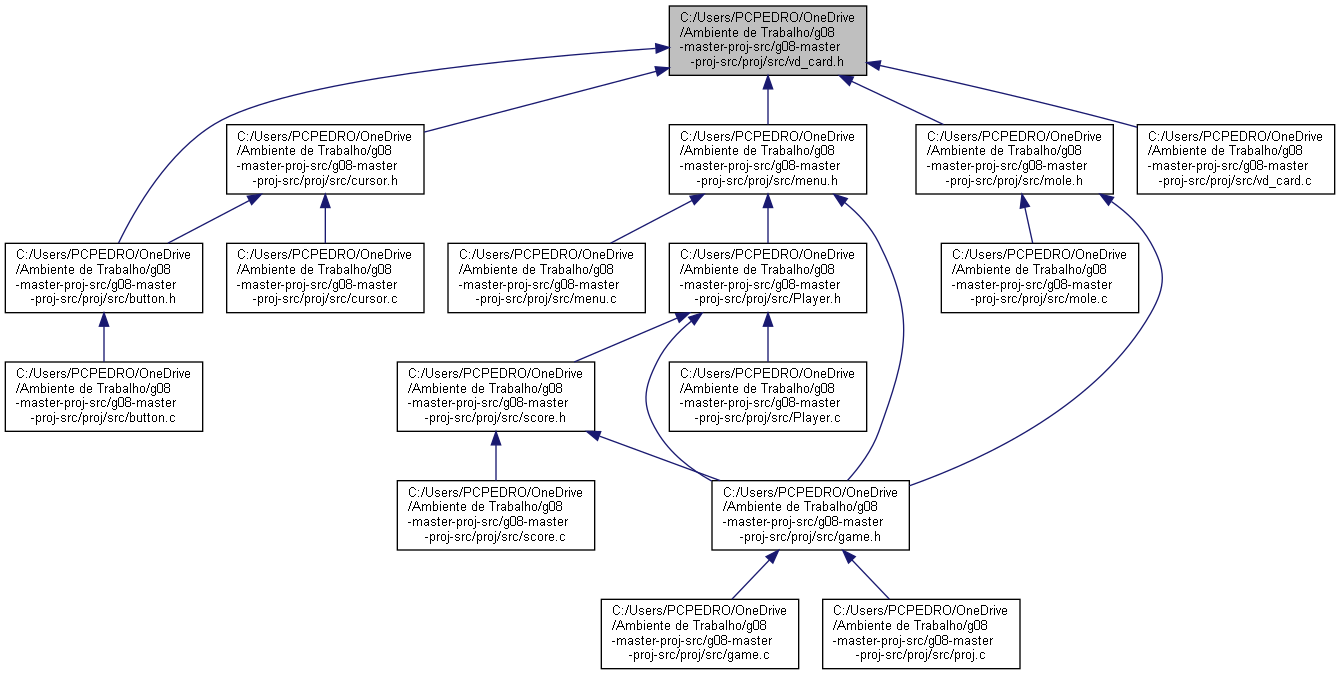 C:/Users/PCPEDRO/OneDrive
/Ambiente de Trabalho/g08
-master-proj-src/g08-master
-proj-src/proj/src/vd_card.h
C:/Users/PCPEDRO/OneDrive
/Ambiente de Trabalho/g08
-master-proj-src/g08-master
-proj-src/proj/src/cursor.h
C:/Users/PCPEDRO/OneDrive
/Ambiente de Trabalho/g08
-master-proj-src/g08-master
-proj-src/proj/src/menu.h
C:/Users/PCPEDRO/OneDrive
/Ambiente de Trabalho/g08
-master-proj-src/g08-master
-proj-src/proj/src/mole.h
C:/Users/PCPEDRO/OneDrive
/Ambiente de Trabalho/g08
-master-proj-src/g08-master
-proj-src/proj/src/vd_card.c
C:/Users/PCPEDRO/OneDrive
/Ambiente de Trabalho/g08
-master-proj-src/g08-master
-proj-src/proj/src/button.h
C:/Users/PCPEDRO/OneDrive
/Ambiente de Trabalho/g08
-master-proj-src/g08-master
-proj-src/proj/src/cursor.c
C:/Users/PCPEDRO/OneDrive
/Ambiente de Trabalho/g08
-master-proj-src/g08-master
-proj-src/proj/src/menu.c
C:/Users/PCPEDRO/OneDrive
/Ambiente de Trabalho/g08
-master-proj-src/g08-master
-proj-src/proj/src/Player.h
C:/Users/PCPEDRO/OneDrive
/Ambiente de Trabalho/g08
-master-proj-src/g08-master
-proj-src/proj/src/mole.c
C:/Users/PCPEDRO/OneDrive
/Ambiente de Trabalho/g08
-master-proj-src/g08-master
-proj-src/proj/src/button.c
C:/Users/PCPEDRO/OneDrive
/Ambiente de Trabalho/g08
-master-proj-src/g08-master
-proj-src/proj/src/score.h
C:/Users/PCPEDRO/OneDrive
/Ambiente de Trabalho/g08
-master-proj-src/g08-master
-proj-src/proj/src/Player.c
C:/Users/PCPEDRO/OneDrive
/Ambiente de Trabalho/g08
-master-proj-src/g08-master
-proj-src/proj/src/score.c
C:/Users/PCPEDRO/OneDrive
/Ambiente de Trabalho/g08
-master-proj-src/g08-master
-proj-src/proj/src/game.h
C:/Users/PCPEDRO/OneDrive
/Ambiente de Trabalho/g08
-master-proj-src/g08-master
-proj-src/proj/src/game.c
C:/Users/PCPEDRO/OneDrive
/Ambiente de Trabalho/g08
-master-proj-src/g08-master
-proj-src/proj/src/proj.c